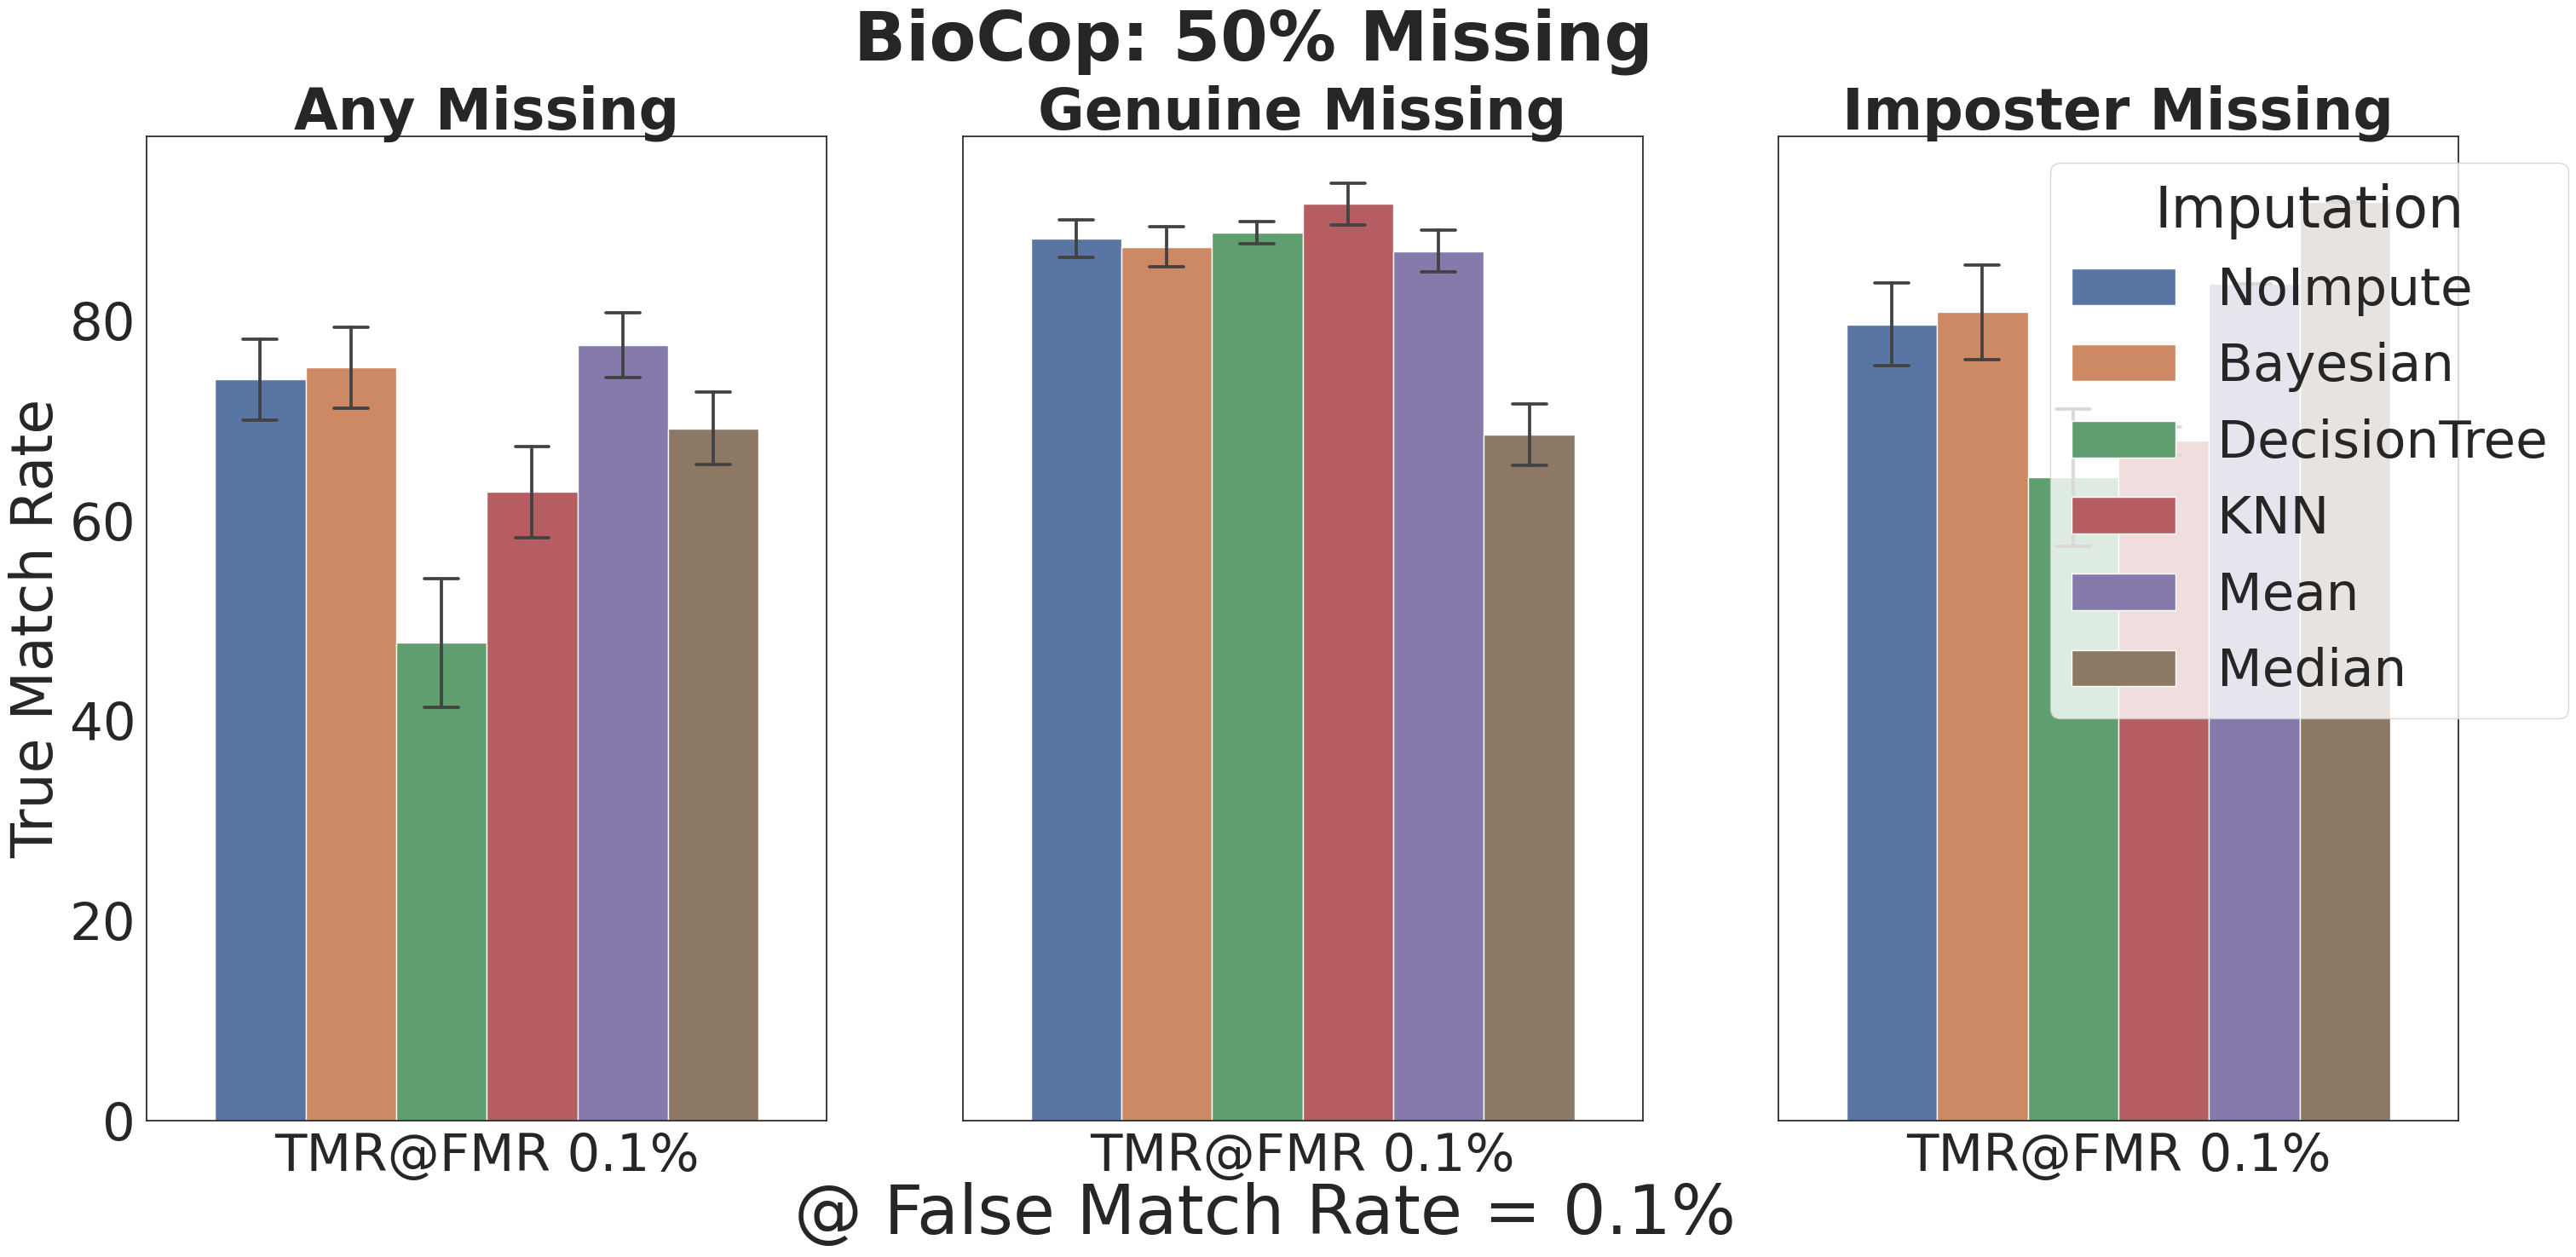 BioCop: 50% Missing
Any Missing
Genuine Missing
Imposter Missing
True Match Rate
80
60
40
20
0
Imputation
NoImpute
Bayesian
DecisionTree
KNN
Mean
Median
TMR@FMR 0.1%
TMR@FMR 0.1%
TMR@FMR 0.1%
@ False Match Rate = 0.1%